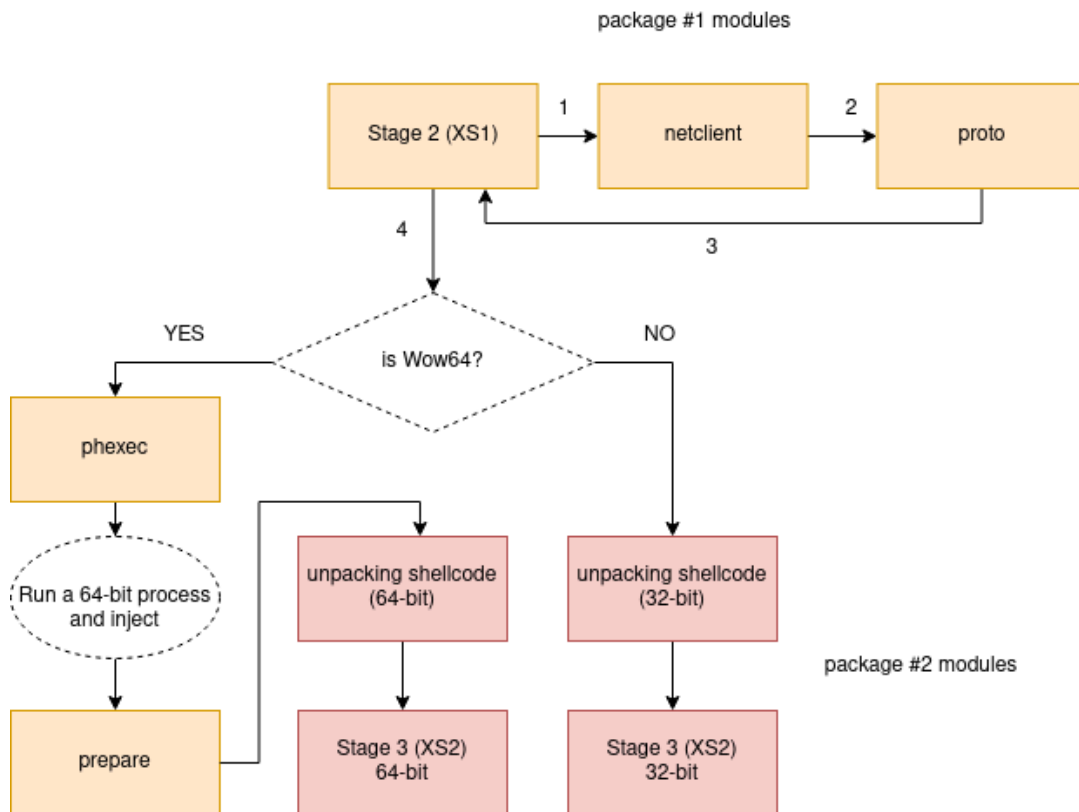 package #1 modules
1
2
Stage 2 (XS1)
netclient
proto
4
3
YES
NO
is Wow64?
phexec
Run a 64-bit process
and inject
unpacking shellcode
(64-bit)
unpacking shellcode
(32-bit)
package #2 modules
prepare
Stage 3 (XS2)
64-bit
Stage 3 (XS2)
32-bit